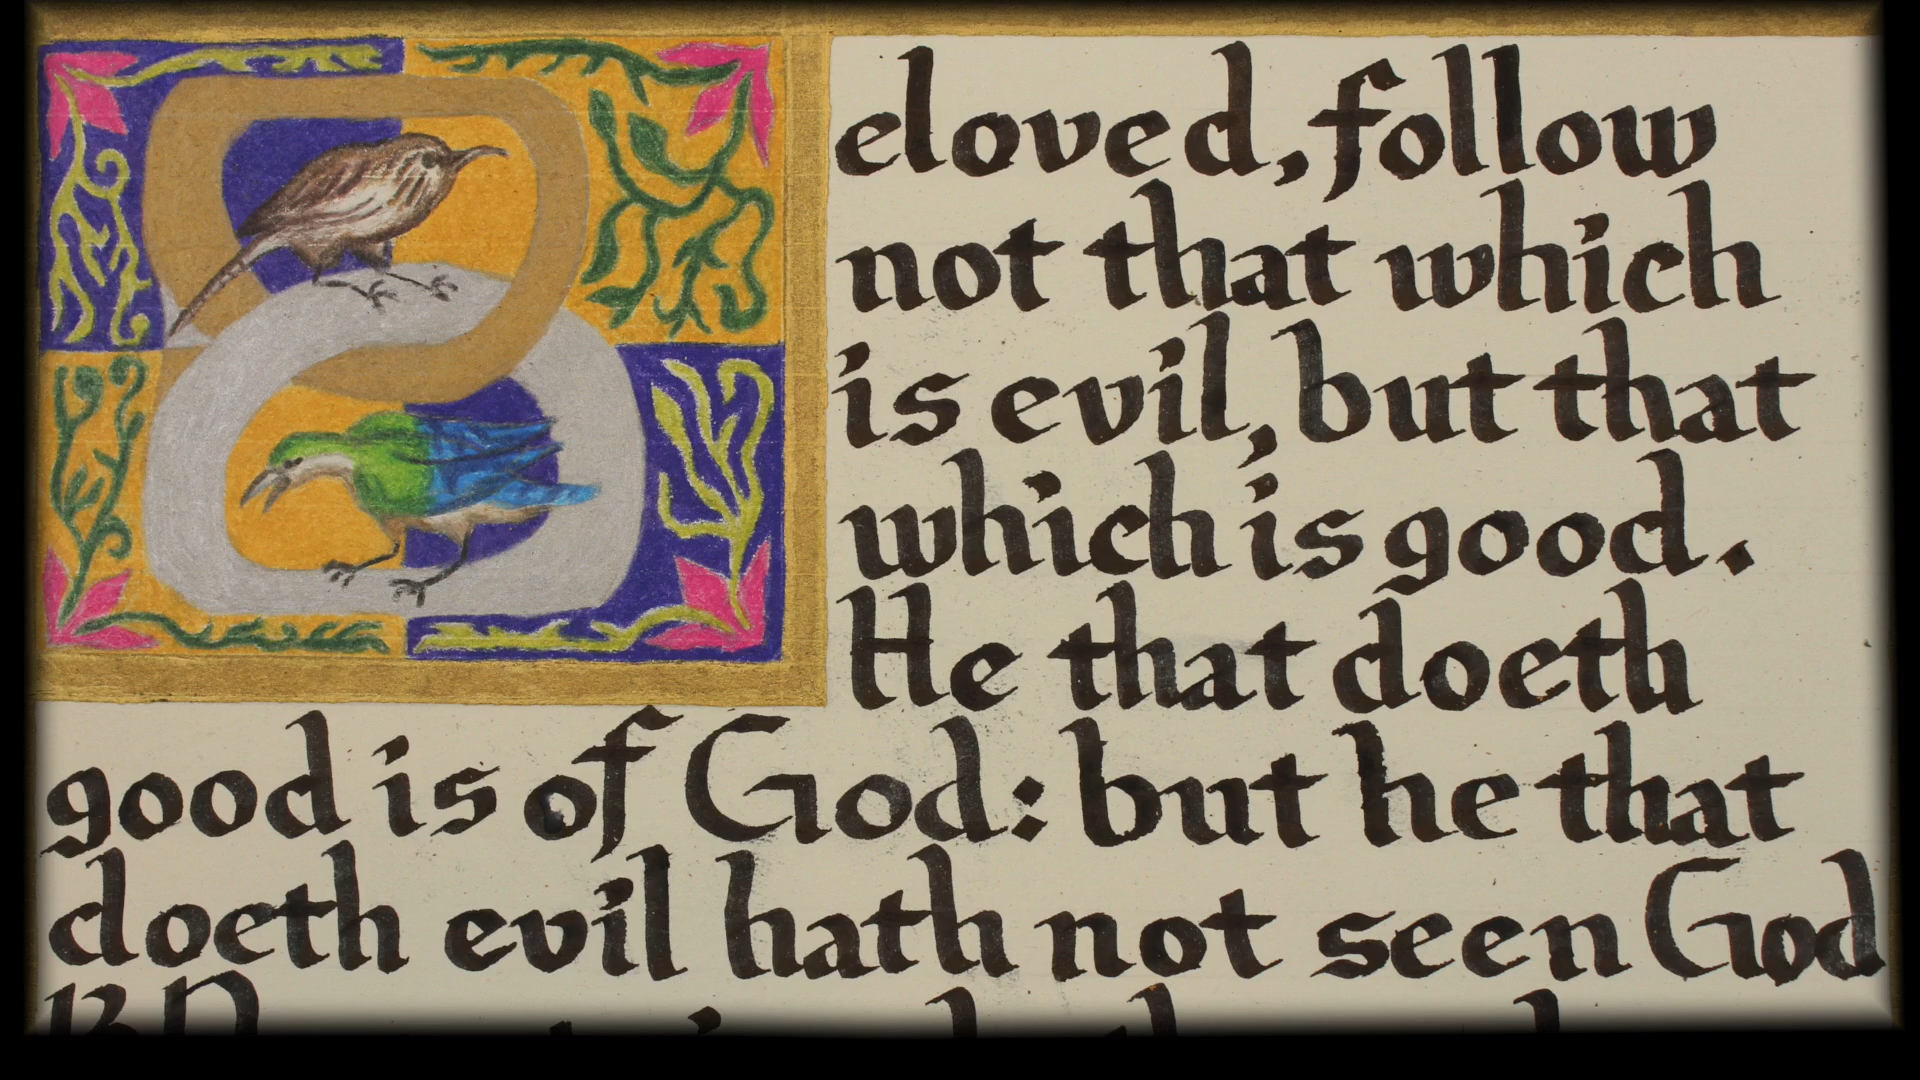 Beloved, follow
not that which
is evil, but that
which is good.
He that doeth
good is of God: but he that
doeth evil hath not seen God